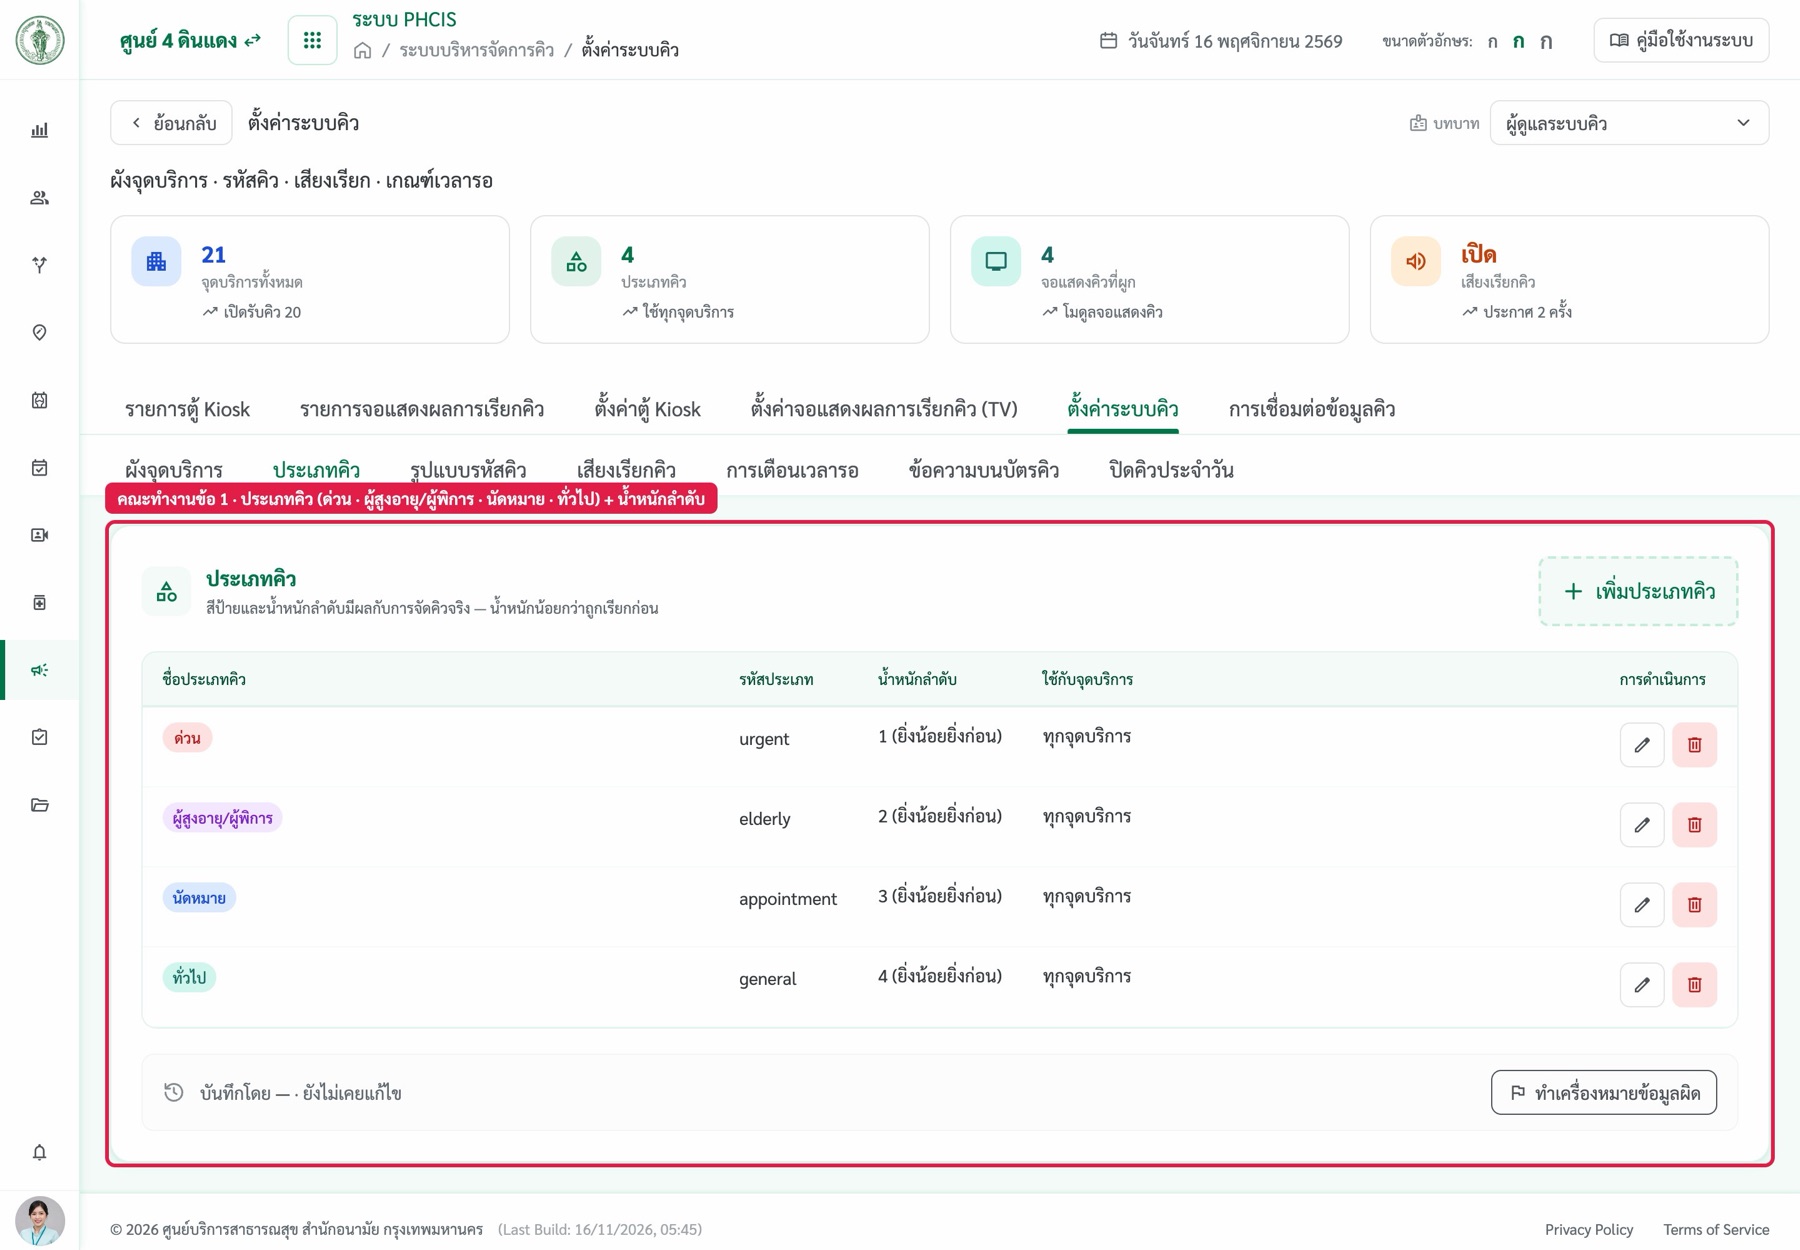 ศูนย์ 4 ดินแดง
ระบบ PHCIS
/ ระบบบริหารจัดการคิว / ตั้งค่าระบบคิว
วันจันทร์ 16 พฤศจิกายน 2569
ขนาดตัวอักษร: ก ก ก
คู่มือใช้งานระบบ
ย้อนกลับ
ตั้งค่าระบบคิว
บทบาท
ผู้ดูแลระบบคิว
ผังจุดบริการ · รหัสคิว · เสียงเรียก · เกณฑ์เวลารอ
21
จุดบริการทั้งหมด
เปิดรับคิว 20
4
ประเภทคิว
ใช้ทุกจุดบริการ
4
จอแสดงคิวที่ผูก
โมดูลจอแสดงคิว
เปิด
เสียงเรียกคิว
ประกาศ 2 ครั้ง
รายการตู้ Kiosk รายการจอแสดงผลการเรียกคิว ตั้งค่าตู้ Kiosk ตั้งค่าจอแสดงผลการเรียกคิว (TV) ตั้งค่าระบบคิว การเชื่อมต่อข้อมูลคิว
ผังจุดบริการ ประเภทคิว รูปแบบรหัสคิว เสียงเรียกคิว การเตือนเวลารอ ข้อความบนบัตรคิว ปิดคิวประจำวัน
คณะทำงานข้อ 1 · ประเภทคิว (ด่วน · ผู้สูงอายุ/ผู้พิการ · นัดหมาย · ทั่วไป) + น้ำหนักลำดับ
ประเภทคิว
สีป้ายและน้ำหนักลำดับมีผลกับการจัดคิวจริง — น้ำหนักน้อยกว่าถูกเรียกก่อน
เพิ่มประเภทคิว
ชื่อประเภทคิว รหัสประเภท น้ำหนักลำดับ ใช้กับจุดบริการ การดำเนินการ
ด่วน urgent 1 (ยิ่งน้อยยิ่งก่อน) ทุกจุดบริการ
ผู้สูงอายุ/ผู้พิการ elderly 2 (ยิ่งน้อยยิ่งก่อน) ทุกจุดบริการ
นัดหมาย appointment 3 (ยิ่งน้อยยิ่งก่อน) ทุกจุดบริการ
ทั่วไป general 4 (ยิ่งน้อยยิ่งก่อน) ทุกจุดบริการ
บันทึกโดย — · ยังไม่เคยแก้ไข
ทำเครื่องหมายข้อมูลผิด
© 2026 ศูนย์บริการสาธารณสุข สำนักอนามัย กรุงเทพมหานคร (Last Build: 16/11/2026, 05:45)
Privacy Policy Terms of Service